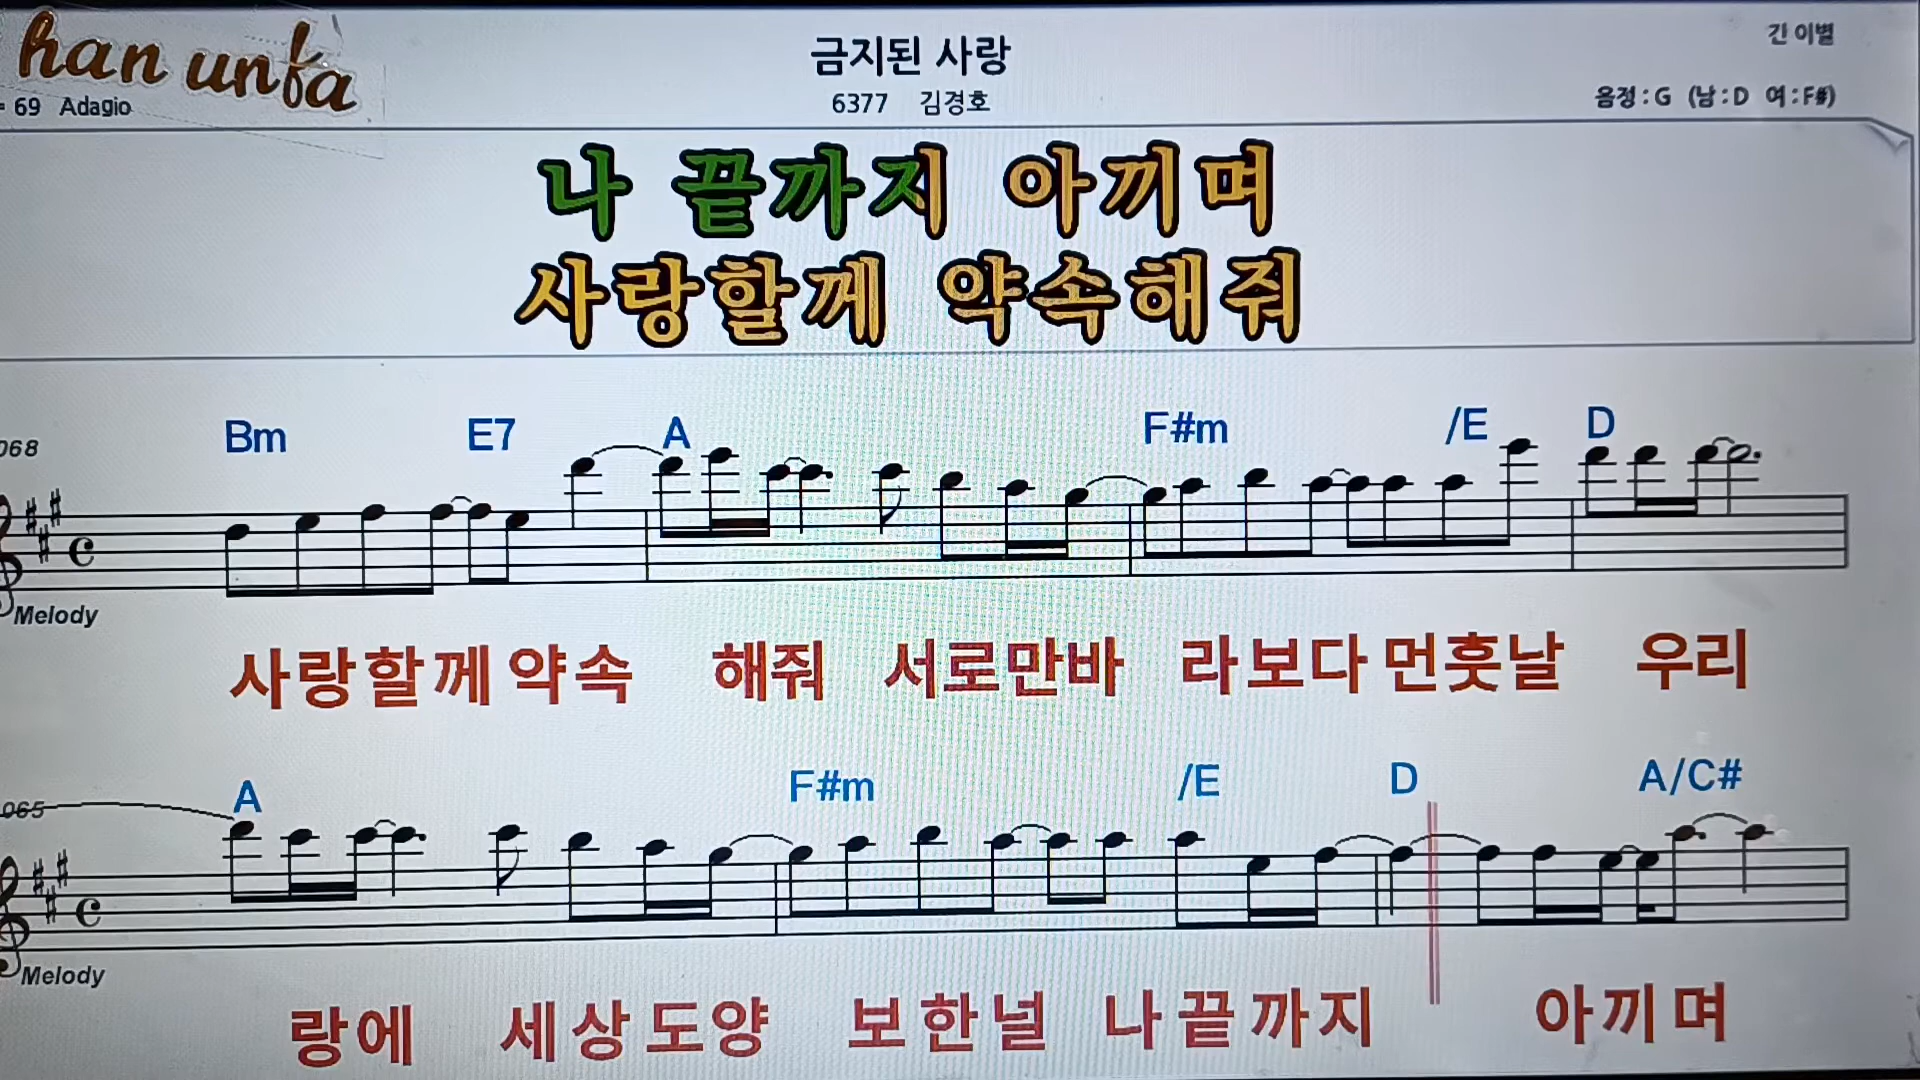 han unfa
= 69 Adagio
금지된 사랑
6377 김경호
긴 이별
음정 : G (남 : D 여 : F#)
나 끝까지 아끼며
사랑할께 약속해줘
068
Bm E7 A F#m /E D
Melody
사랑할께약속 해줘 서로만바 라보다먼훗날 우리
065
A F#m /E D A/C#
Melody
랑에 세상도양 보한널 나끝까지 아끼며